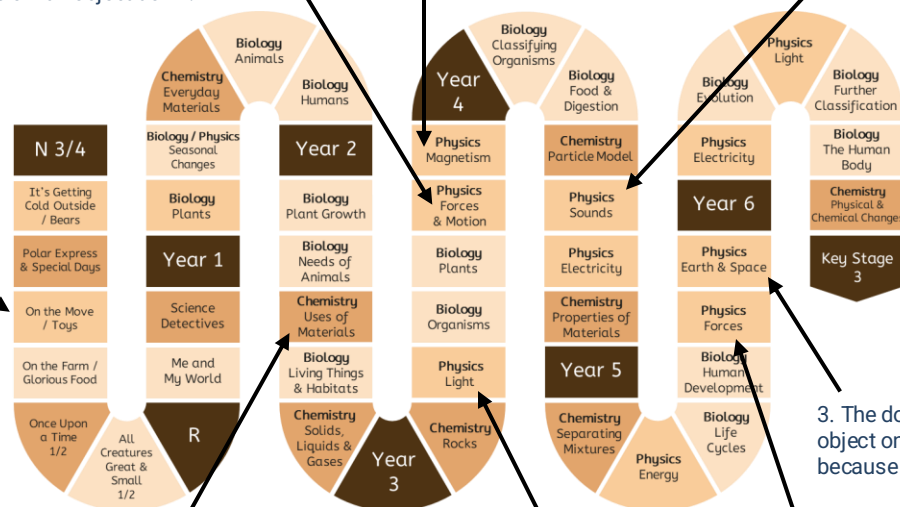 N 3/4
It's Getting
Cold Outside
/ Bears
Polar Express
& Special Days
On the Move
/ Toys
On the Farm /
Glorious Food
Once Upon
a Time
1/2
All
Creatures
Great &
Small
1/2
R
Me and
My World
Science
Detectives
Year 1
Biology
Plants
Biology / Physics
Seasonal
Changes
Chemistry
Everyday
Materials
Biology
Animals
Biology
Humans
Year 2
Biology
Plant Growth
Biology
Needs of
Animals
Chemistry
Uses of
Materials
Biology
Living Things
& Habitats
Chemistry
Solids,
Liquids &
Gases
Year
3
Chemistry
Rocks
Physics
Light
Biology
Organisms
Biology
Plants
Physics
Forces
& Motion
Physics
Magnetism
Year
4
Biology
Classifying
Organisms
Biology
Food &
Digestion
Chemistry
Particle Model
Physics
Sounds
Physics
Electricity
Chemistry
Properties of
Materials
Year 5
Chemistry
Separating
Mixtures
Physics
Energy
Biology
Life
Cycles
Biology
Human
Development
Physics
Forces
Physics
Earth & Space
Year 6
Physics
Electricity
Biology
Evolution
Physics
Light
Biology
Further
Classification
Biology
The Human
Body
Chemistry
Physical &
Chemical Changes
Key Stage
3
3. The do
object
because